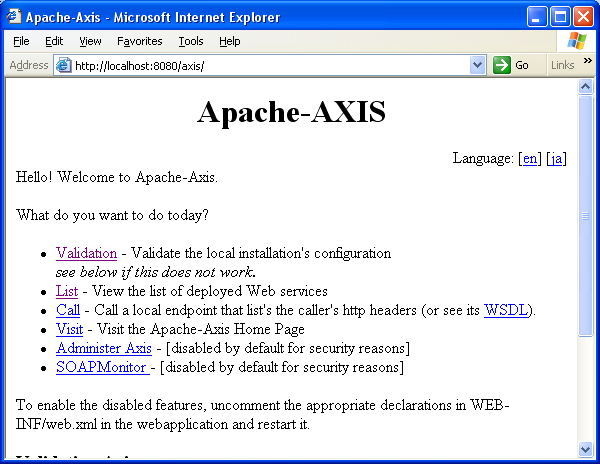 Apache-Axis - Microsoft Internet Explorer
File Edit View Favorites Tools Help
Address http://localhost:8080/axis/ Go Links »
Apache-AXIS
Language: [en] [ja]
Hello! Welcome to Apache-Axis.
What do you want to do today?
• Validation - Validate the local installation's configuration
see below if this does not work.
• List - View the list of deployed Web services
• Call - Call a local endpoint that list's the caller's http headers (or see its WSDL).
• Visit - Visit the Apache-Axis Home Page
• Administer Axis - [disabled by default for security reasons]
• SOAPMonitor - [disabled by default for security reasons]
To enable the disabled features, uncomment the appropriate declarations in WEB-
INF/web.xml in the webapplication and restart it.